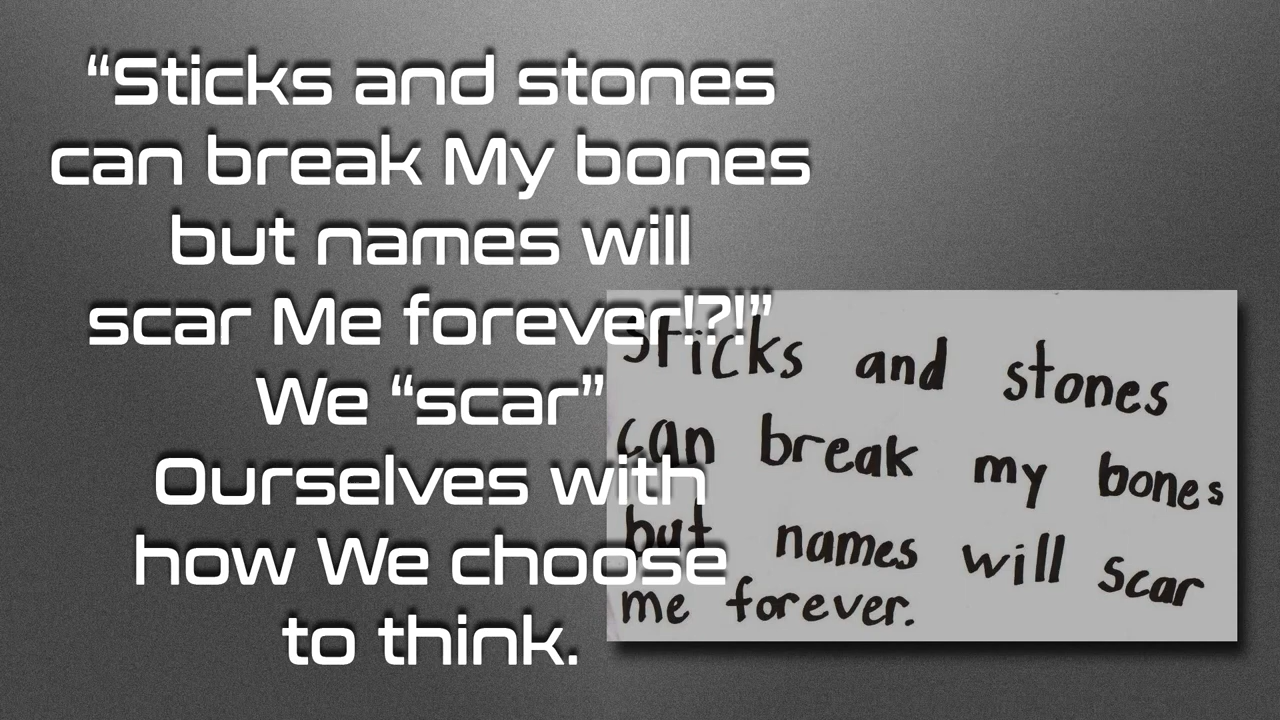 “Sticks and stones
can break My bones
but names will
scar Me forever!?!”
We “scar”
Ourselves with
how We choose
to think.
Sticks and stones
can break my bones
but names will scar
me forever.